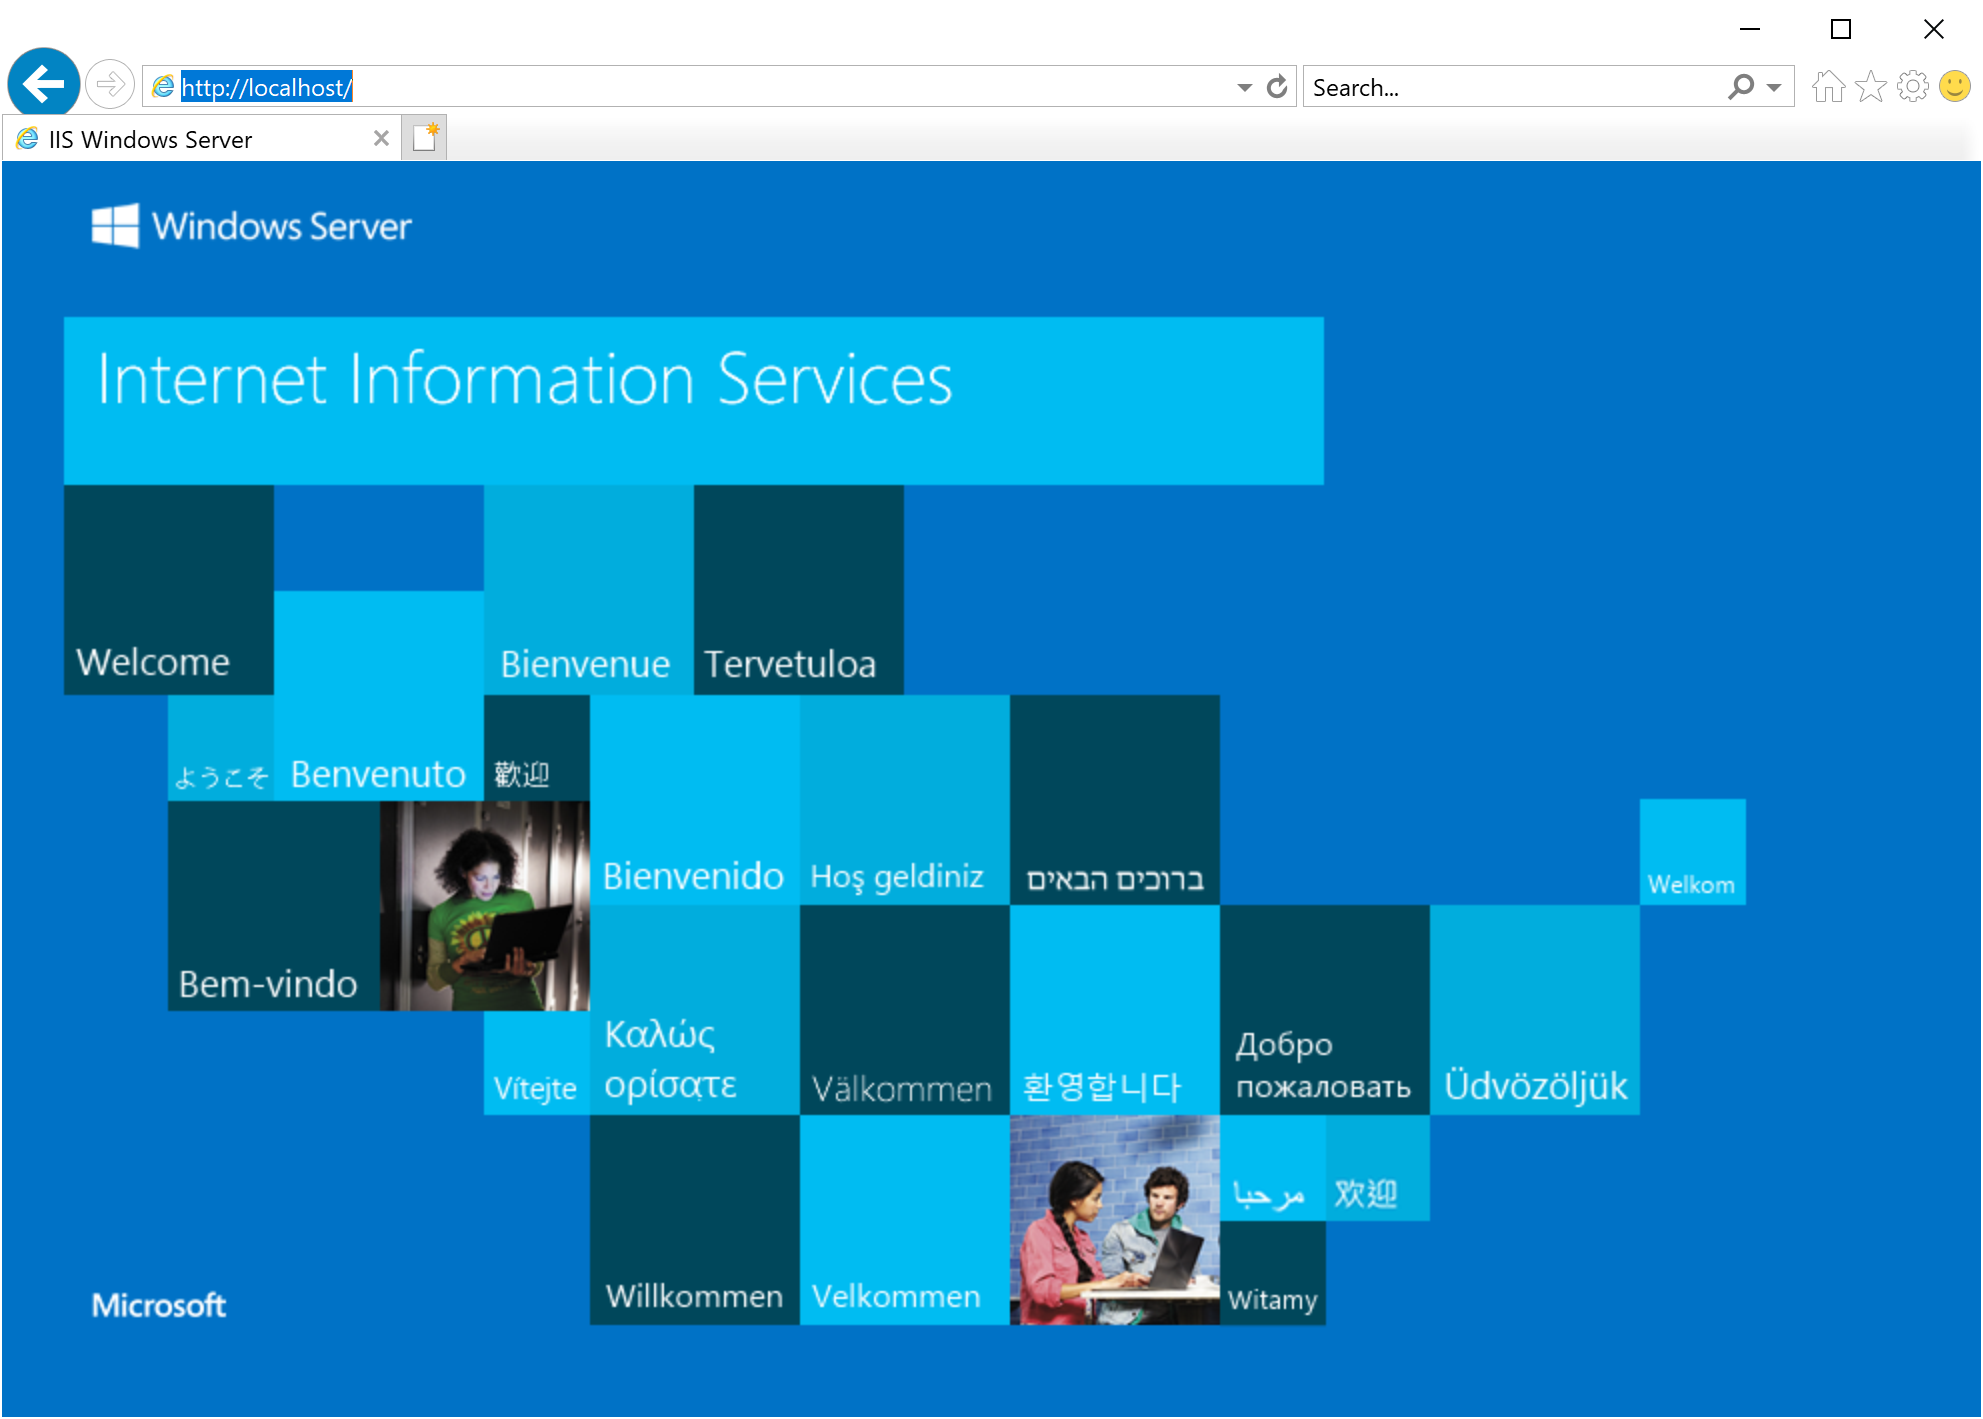 http://localhost/
Search...
IIS Windows Server
Windows Server
Internet Information Services
Welcome
Bienvenue
Tervetuloa
ようこそ
Benvenuto
歡迎
Bienvenido
Hoş geldiniz
ברוכים הבאים
Welkom
Bem-vindo
Vítejte
Καλώς
ορίσατε
Välkommen
환영합니다
Добро
пожаловать
Üdvözöljük
مرحبا
欢迎
Willkommen
Velkommen
Witamy
Microsoft